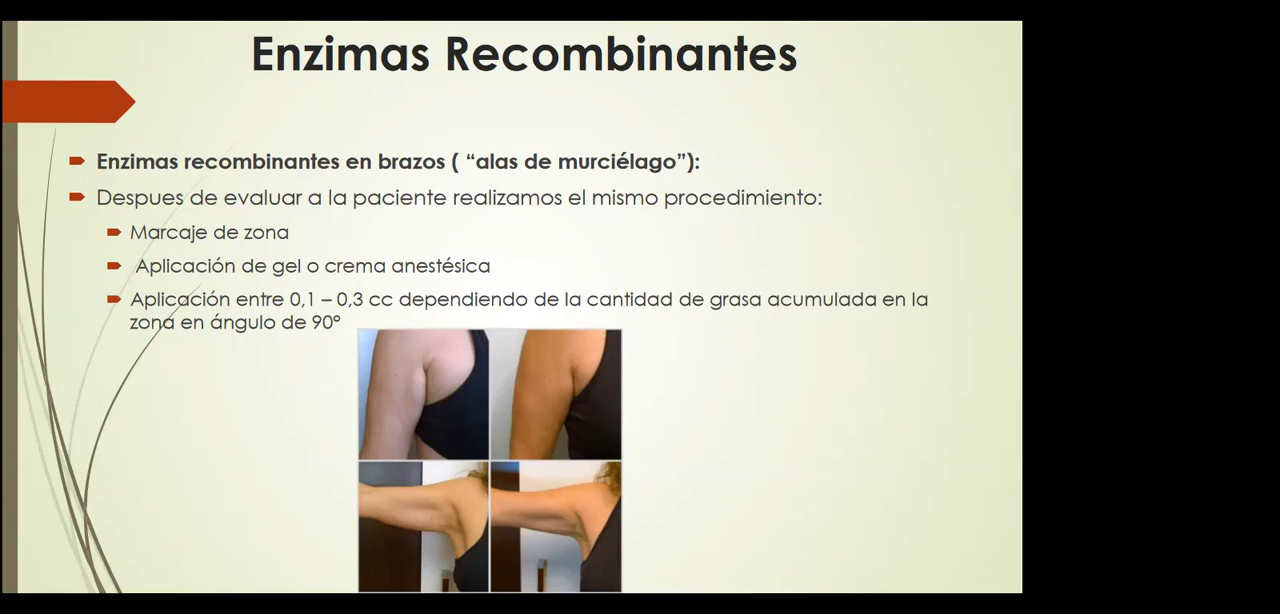 Enzimas Recombinantes
Enzimas recombinantes en brazos ( “alas de murciélago”):
Despues de evaluar a la paciente realizamos el mismo procedimiento:
Marcaje de zona
Aplicación de gel o crema anestésica
Aplicación entre 0,1 – 0,3 cc dependiendo de la cantidad de grasa acumulada en la
zona en ángulo de 90°